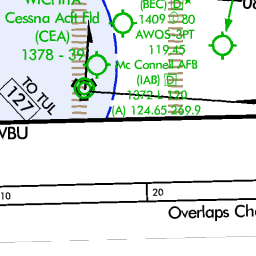 WICHITA
Cessna Acft Fld
(CEA)
1378 - 39
(BEC) D
1409 80
AWOS-3PT
119.45
Mc Connell AFB
(IAB) D
1372 L 120
(A) 124.65 269.9
TO TUL
127
WBU
10
20
Overlaps Ch